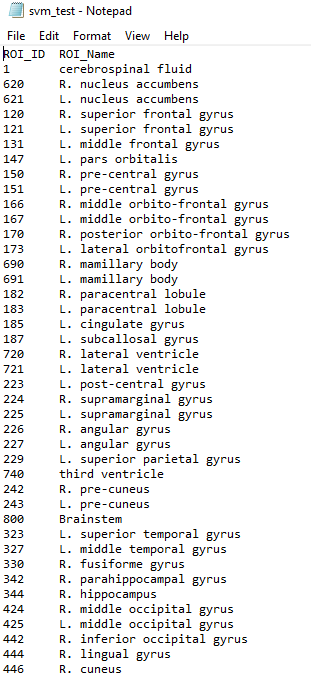 svm_test - Notepad
File Edit Format View Help
ROI_ID ROI_Name
1 cerebrospinal fluid
620 R. nucleus accumbens
621 L. nucleus accumbens
120 R. superior frontal gyrus
121 L. superior frontal gyrus
131 L. middle frontal gyrus
147 L. pars orbitalis
150 R. pre-central gyrus
151 L. pre-central gyrus
166 R. middle orbito-frontal gyrus
167 L. middle orbito-frontal gyrus
170 R. posterior orbito-frontal gyrus
173 L. lateral orbitofrontal gyrus
690 R. mamillary body
691 L. mamillary body
182 R. paracentral lobule
183 L. paracentral lobule
185 L. cingulate gyrus
187 L. subcallosal gyrus
720 R. lateral ventricle
721 L. lateral ventricle
223 L. post-central gyrus
224 R. supramarginal gyrus
225 L. supramarginal gyrus
226 R. angular gyrus
227 L. angular gyrus
229 L. superior parietal gyrus
740 third ventricle
242 R. pre-cuneus
243 L. pre-cuneus
800 Brainstem
323 L. superior temporal gyrus
327 L. middle temporal gyrus
330 R. fusiforme gyrus
342 R. parahippocampal gyrus
344 R. hippocampus
424 R. middle occipital gyrus
425 L. middle occipital gyrus
442 R. inferior occipital gyrus
444 R. lingual gyrus
446 R. cuneus